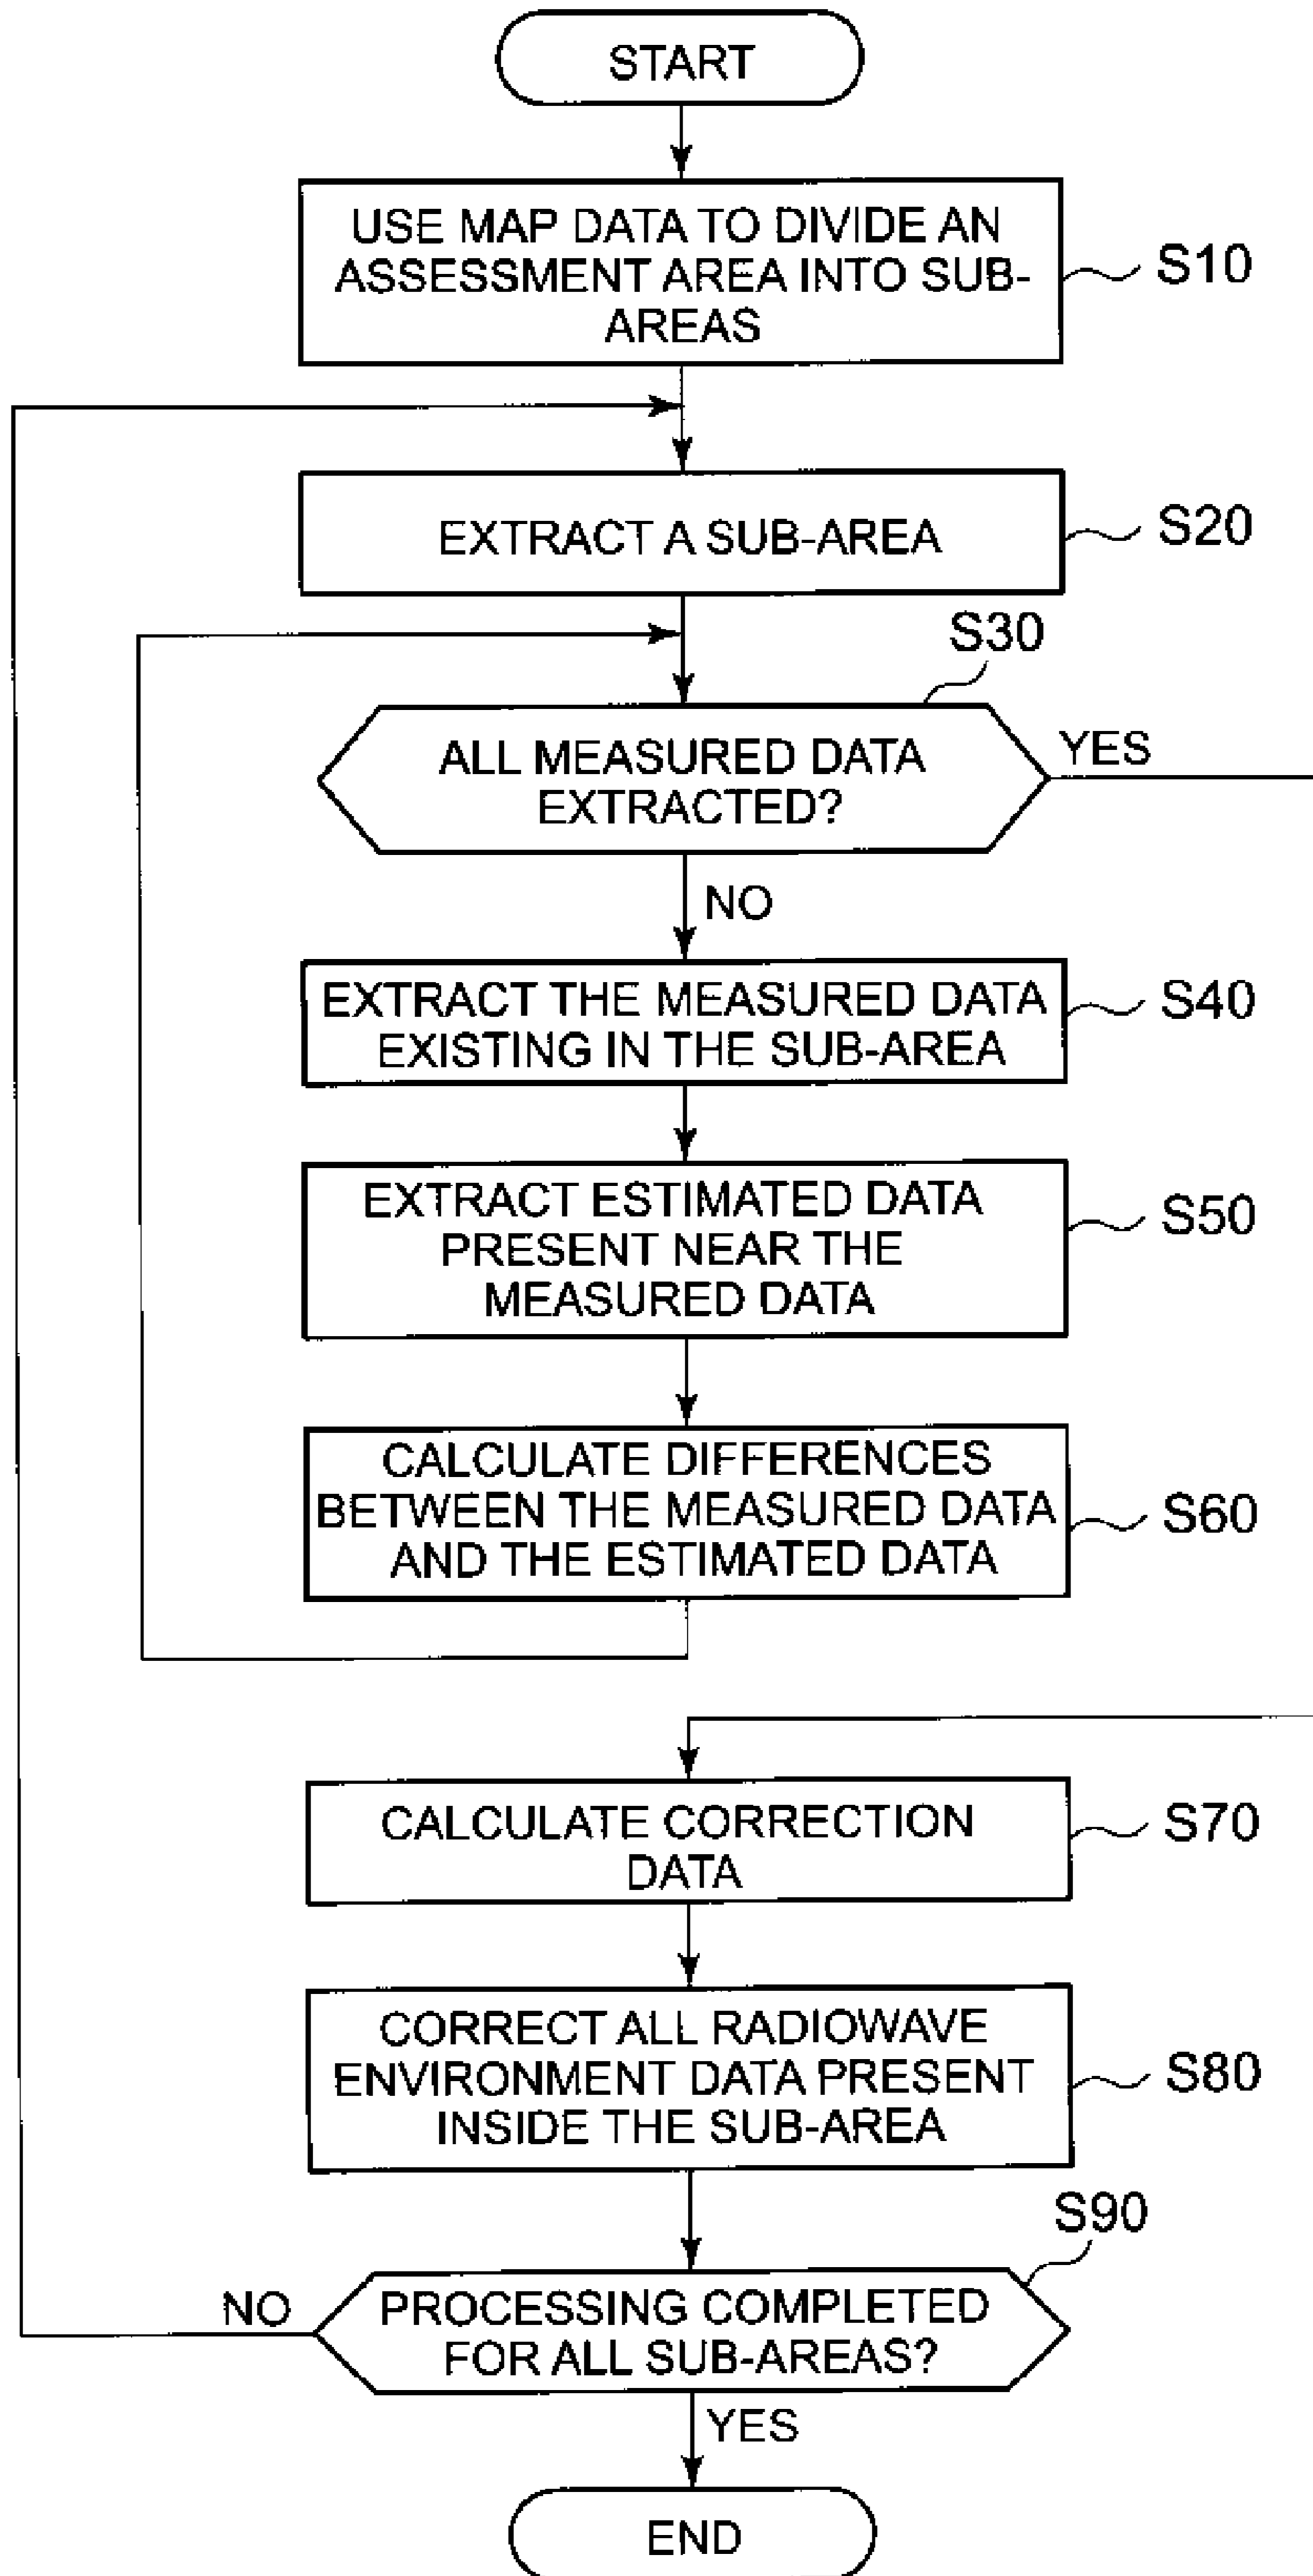 START
USE MAP DATA TO DIVIDE AN
ASSESSMENT AREA INTO SUB-
AREAS
S10
EXTRACT A SUB-AREA
S20
S30
ALL MEASURED DATA
EXTRACTED?
YES
NO
EXTRACT THE MEASURED DATA
EXISTING IN THE SUB-AREA
S40
EXTRACT ESTIMATED DATA
PRESENT NEAR THE
MEASURED DATA
S50
CALCULATE DIFFERENCES
BETWEEN THE MEASURED DATA
AND THE ESTIMATED DATA
S60
CALCULATE CORRECTION
DATA
S70
CORRECT ALL RADIOWAVE
ENVIRONMENT DATA PRESENT
INSIDE THE SUB-AREA
S80
S90
NO
PROCESSING COMPLETED
FOR ALL SUB-AREAS?
YES
END